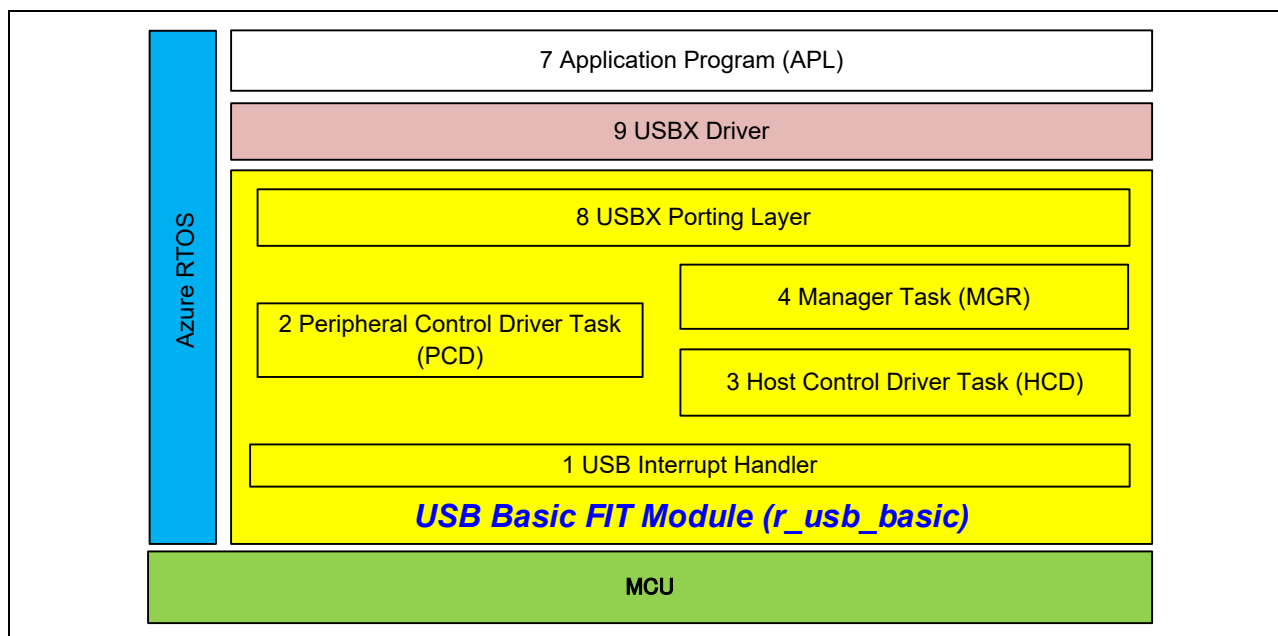 7 Application Program (APL)
9 USBX Driver
Azure RTOS
8 USBX Porting Layer
4 Manager Task (MGR)
2 Peripheral Control Driver Task
(PCD)
3 Host Control Driver Task (HCD)
1 USB Interrupt Handler
USB Basic FIT Module (r_usb_basic)
MCU